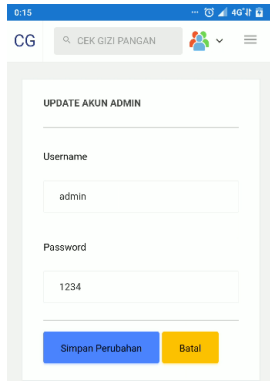 0:15 ... 4G
CG CEK GIZI PANGAN
UPDATE AKUN ADMIN
Username
admin
Password
1234
Simpan Perubahan Batal